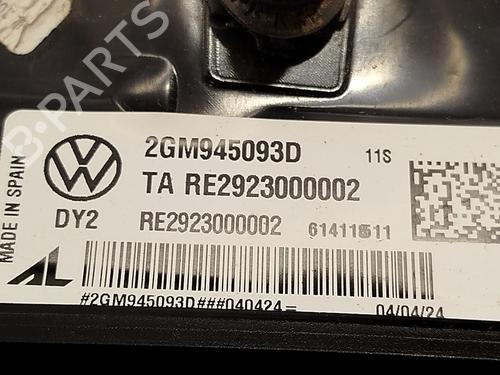 B-PARTS
2GM945093D 11S
TA RE2923000002
DY2 RE2923000002
MADE IN SPAIN
AL
#2GM945093D###040424=
04/04/24